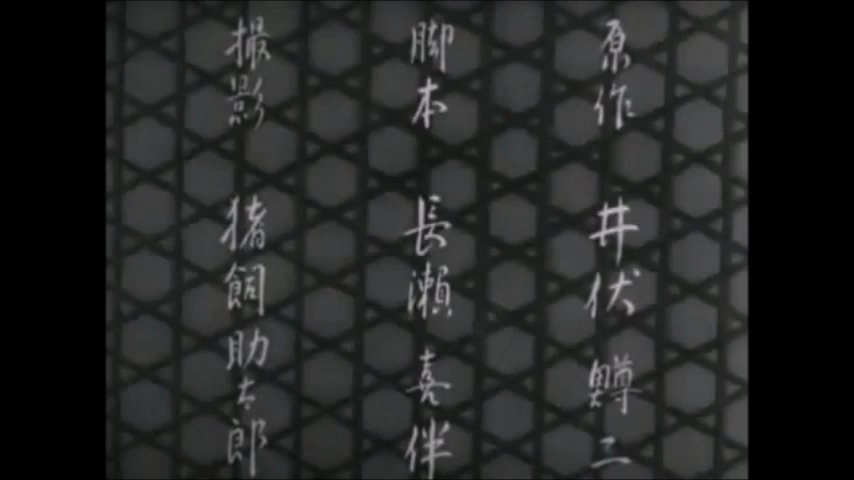 原作　井伏鱒二
脚本　長瀬喜伴
撮影　猪飼助太郎